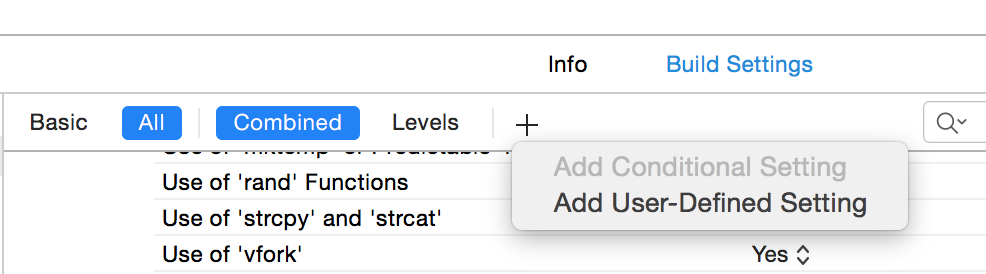 Info Build Settings
Basic All Combined Levels +
Add Conditional Setting
Use of 'rand' Functions
Add User-Defined Setting
Use of 'strcpy' and 'strcat'
Use of 'vfork' Yes